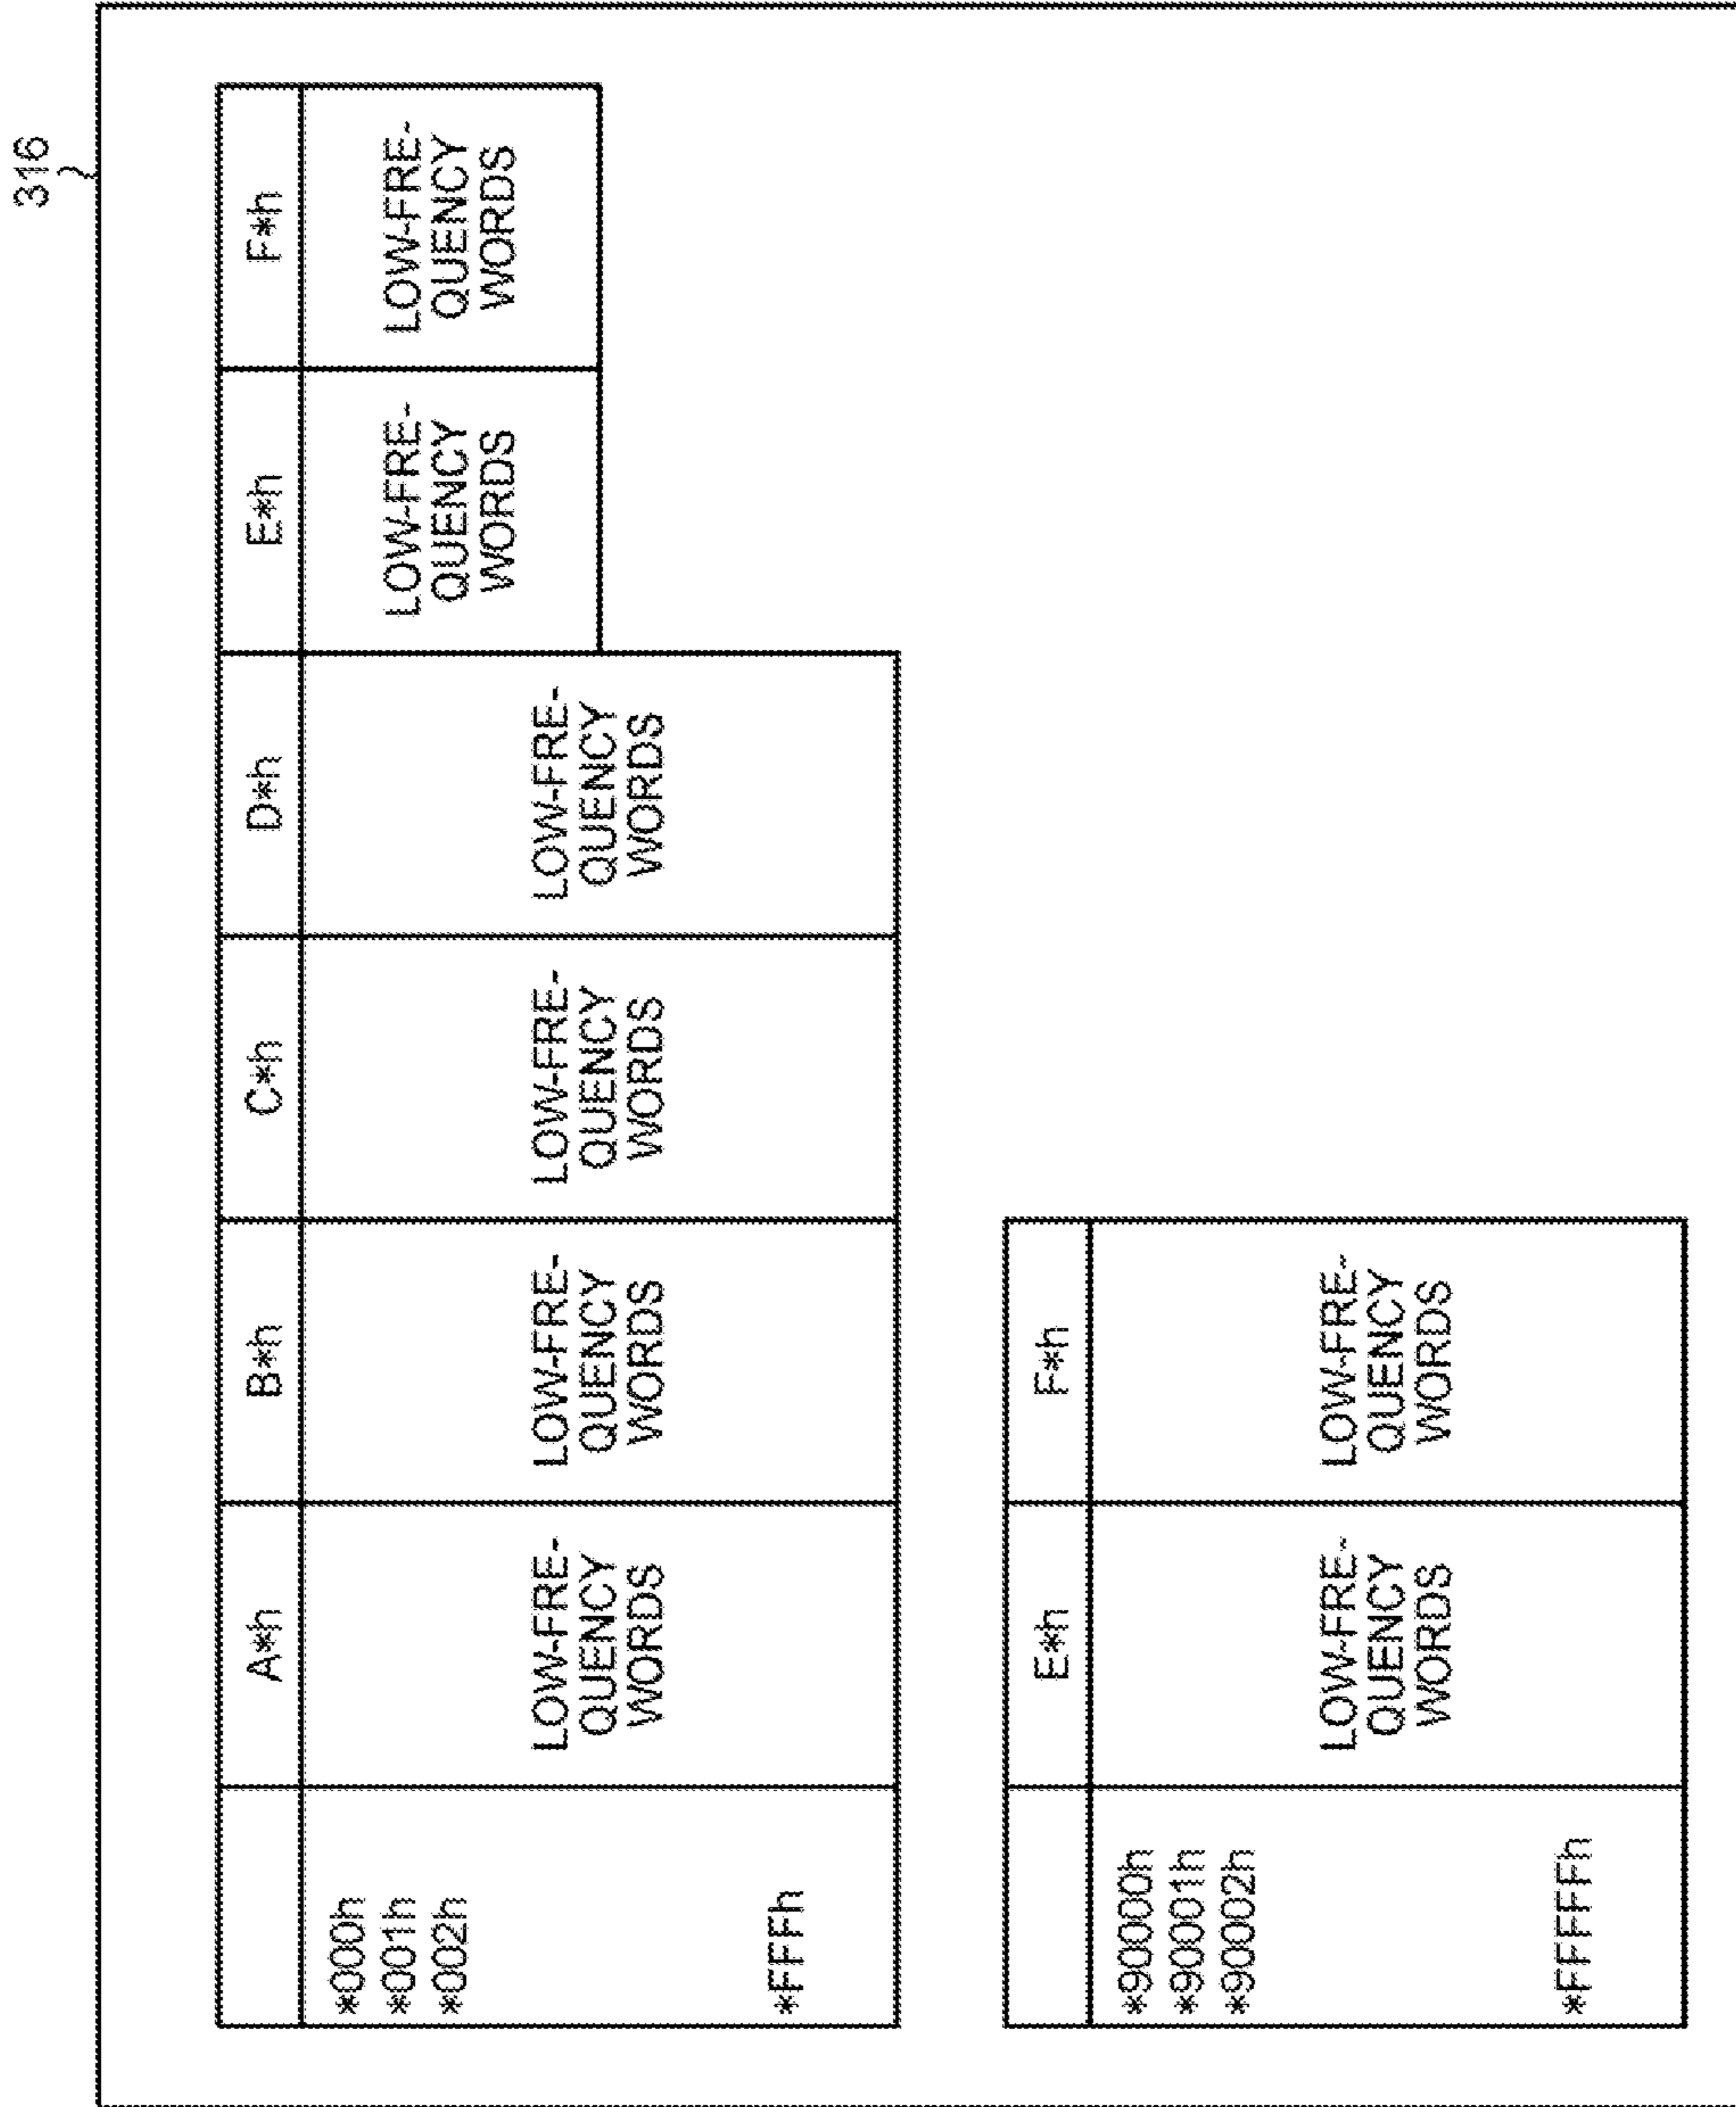 316
A*h B*h C*h D*h E*h F*h
*000h
*001h
*002h
*FFFh
LOW-FRE-
QUENCY
WORDS
LOW-FRE-
QUENCY
WORDS
LOW-FRE-
QUENCY
WORDS
LOW-FRE-
QUENCY
WORDS
LOW-FRE-
QUENCY
WORDS
LOW-FRE-
QUENCY
WORDS
E*h F*h
*90000h
*90001h
*90002h
*FFFFFh
LOW-FRE-
QUENCY
WORDS
LOW-FRE-
QUENCY
WORDS